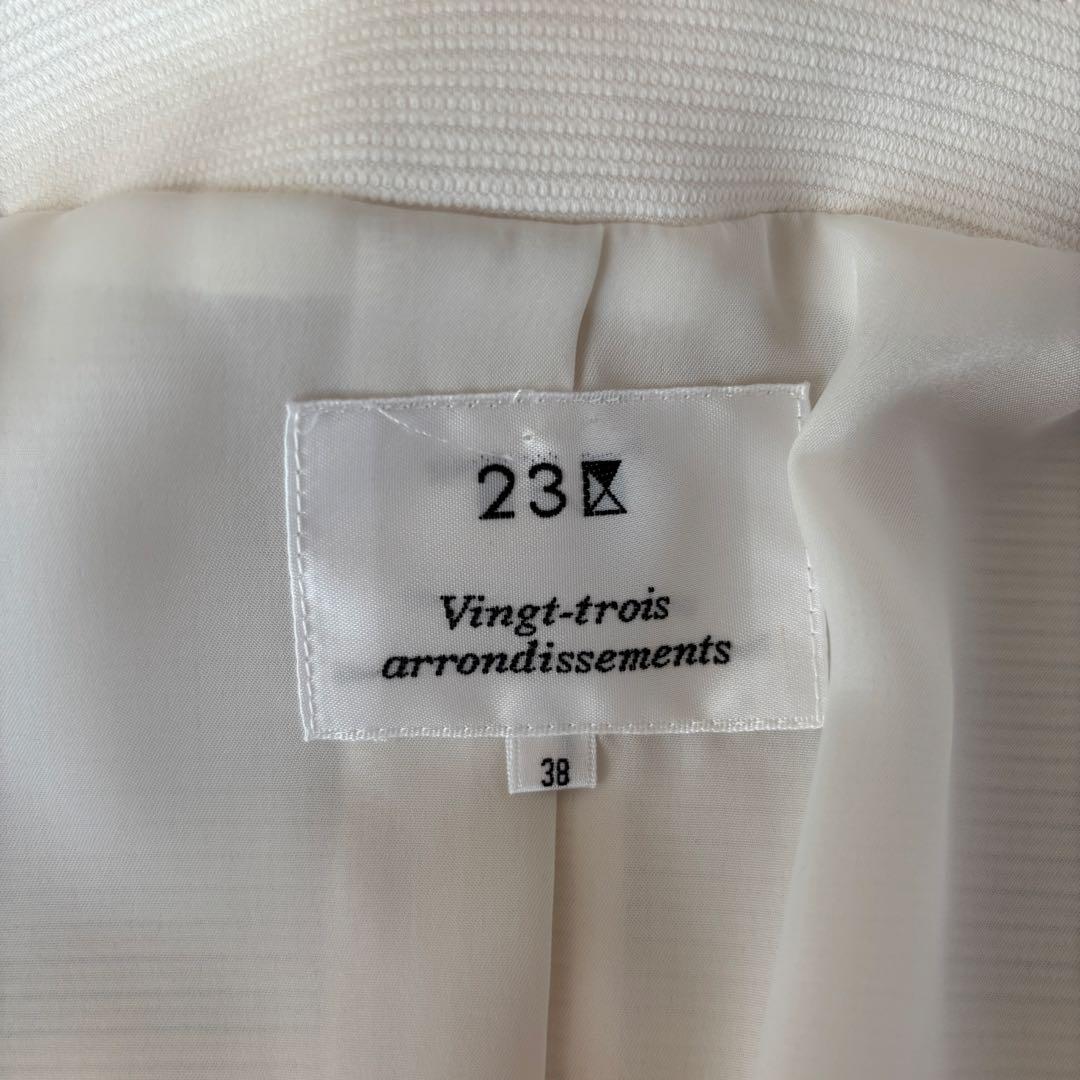 23区
Vingt-trois
arrondissements
38